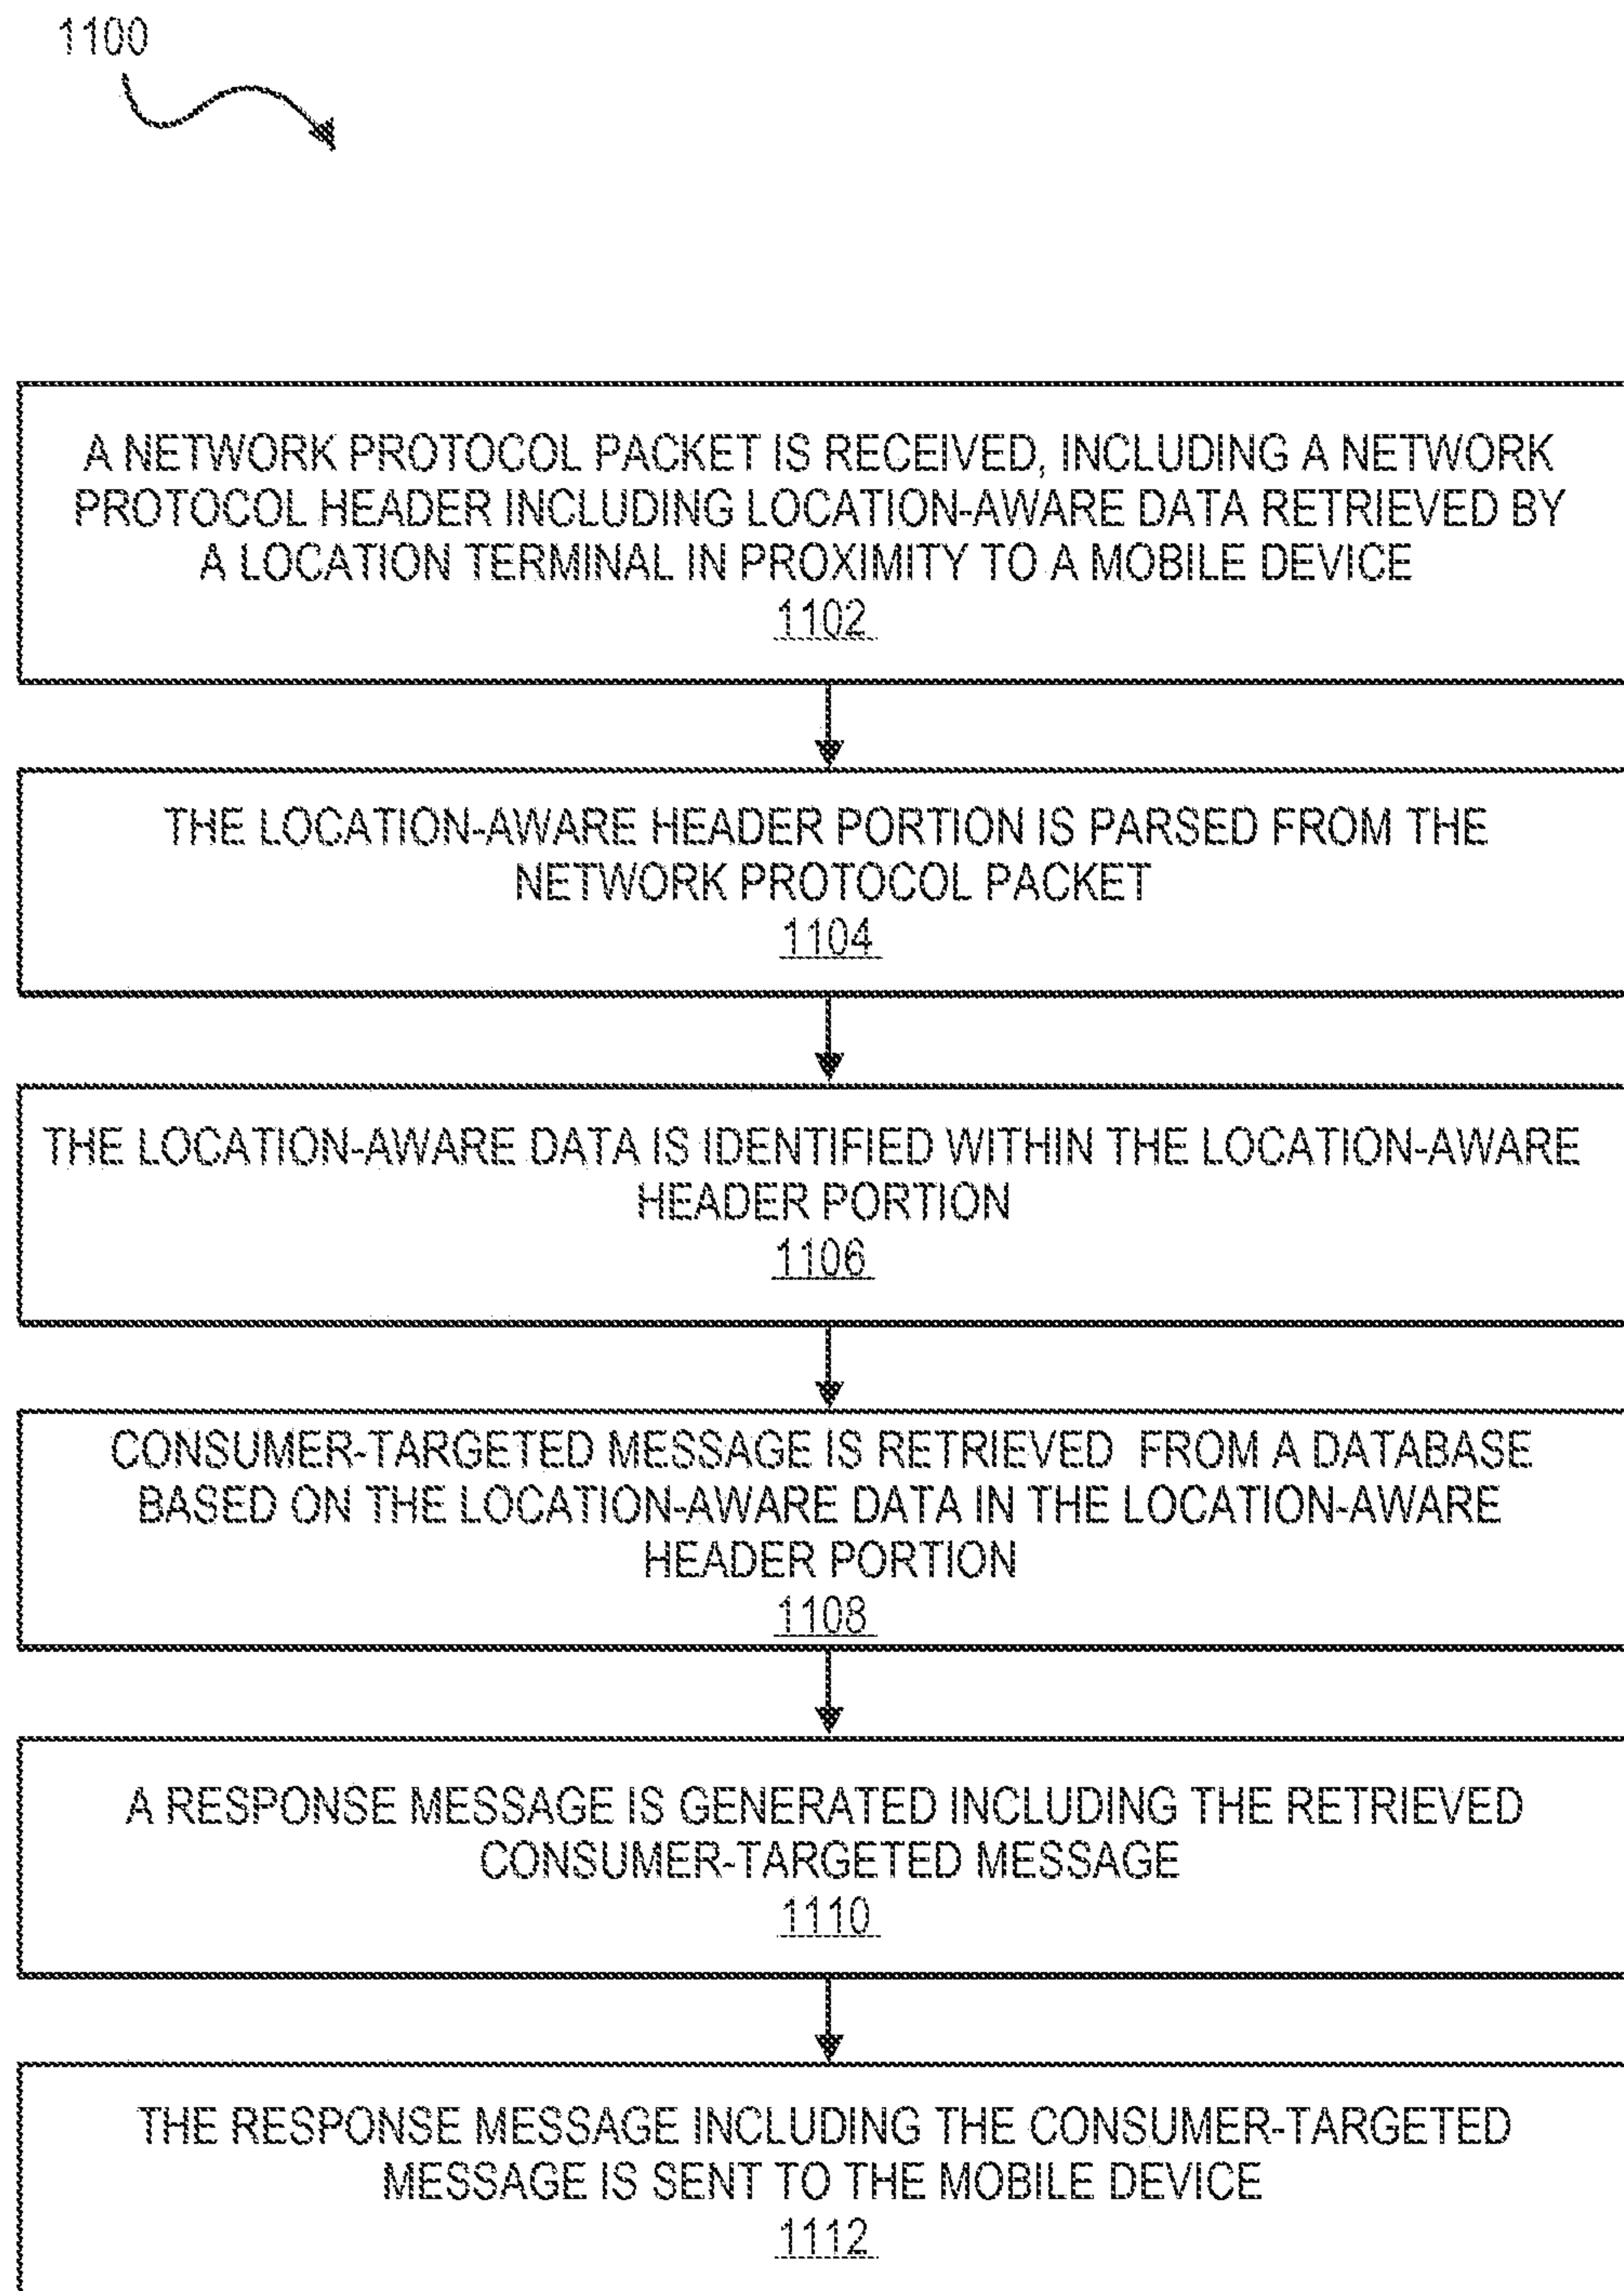 1100
A NETWORK PROTOCOL PACKET IS RECEIVED, INCLUDING A NETWORK
PROTOCOL HEADER INCLUDING LOCATION-AWARE DATA RETRIEVED BY
A LOCATION TERMINAL IN PROXIMITY TO A MOBILE DEVICE
1102
THE LOCATION-AWARE HEADER PORTION IS PARSED FROM THE
NETWORK PROTOCOL PACKET
1104
THE LOCATION-AWARE DATA IS IDENTIFIED WITHIN THE LOCATION-AWARE
HEADER PORTION
1106
CONSUMER-TARGETED MESSAGE IS RETRIEVED FROM A DATABASE
BASED ON THE LOCATION-AWARE DATA IN THE LOCATION-AWARE
HEADER PORTION
1108
A RESPONSE MESSAGE IS GENERATED INCLUDING THE RETRIEVED
CONSUMER-TARGETED MESSAGE
1110
THE RESPONSE MESSAGE INCLUDING THE CONSUMER-TARGETED
MESSAGE IS SENT TO THE MOBILE DEVICE
1112